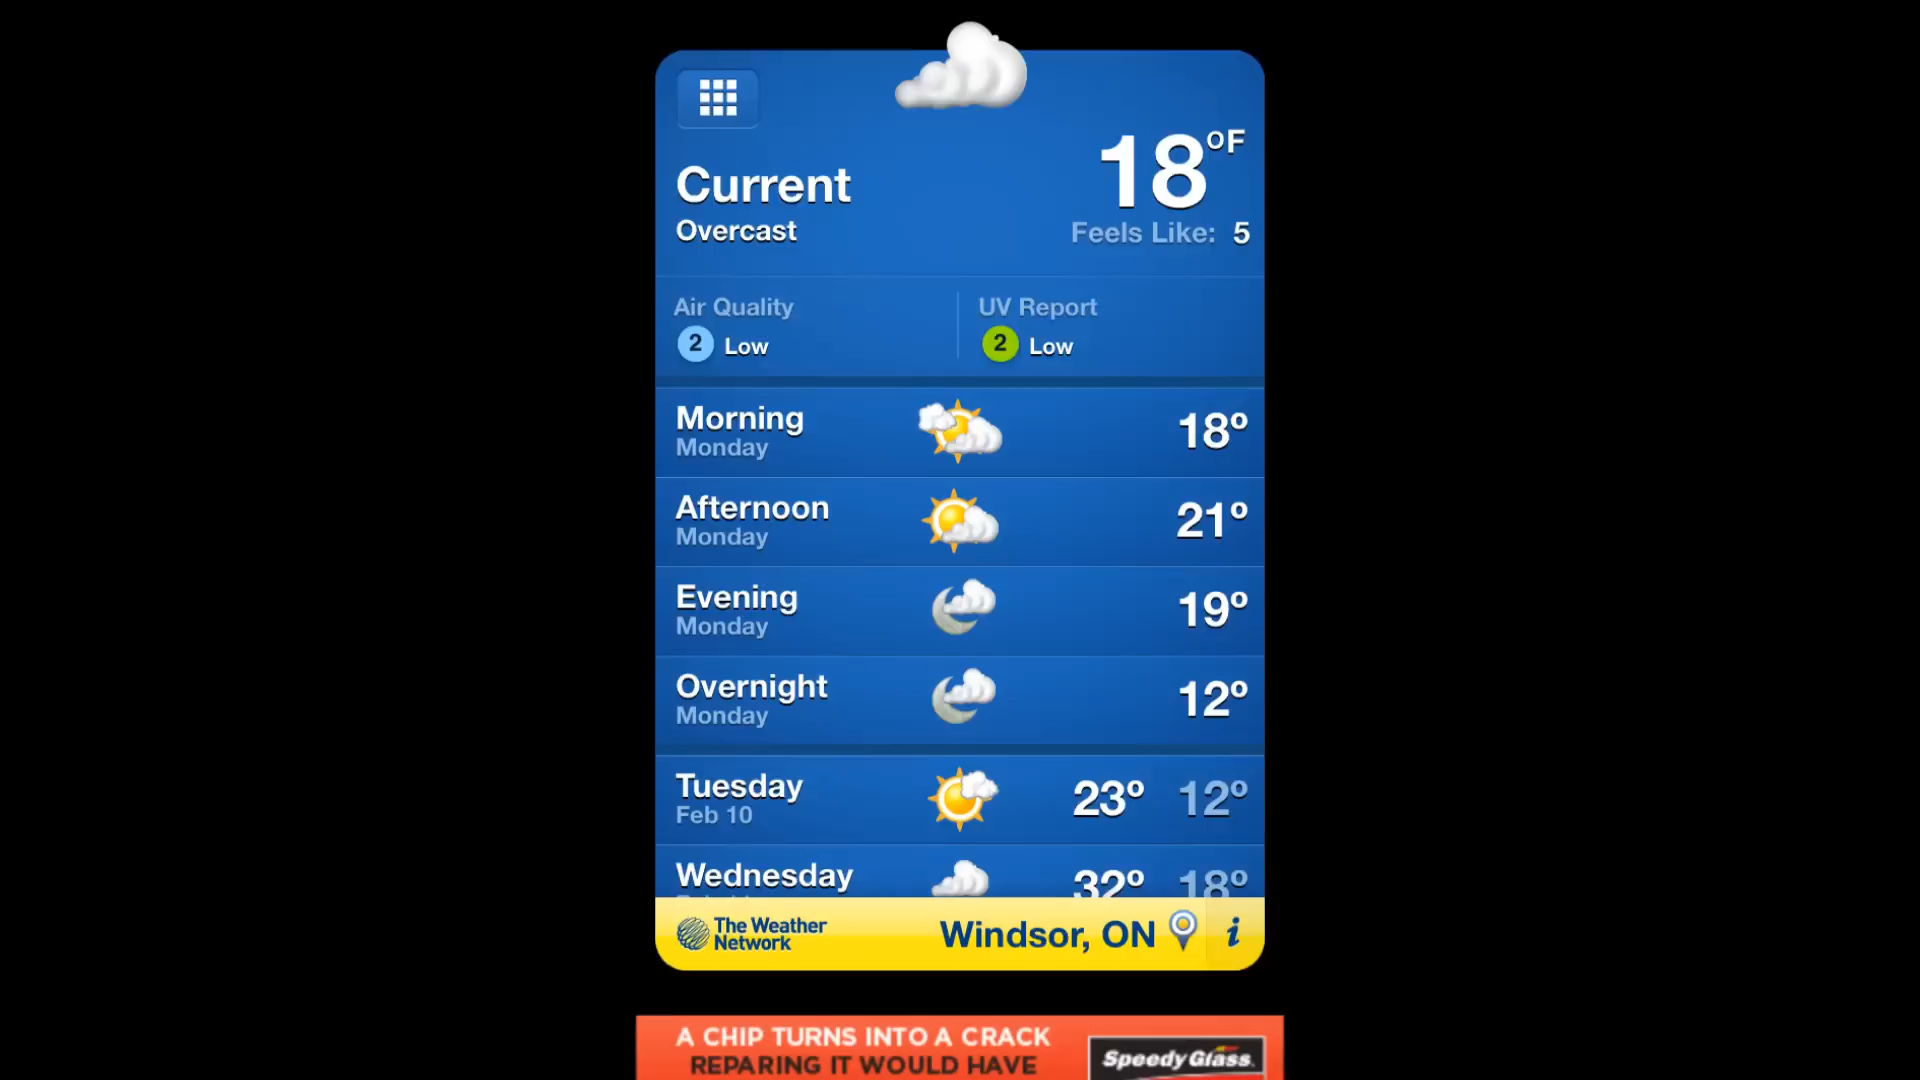 Current
Overcast
18°F
Feels Like: 5
Air Quality
2 Low
UV Report
2 Low
Morning
Monday
18°
Afternoon
Monday
21°
Evening
Monday
19°
Overnight
Monday
12°
Tuesday
Feb 10
23° 12°
Wednesday
32° 18°
The Weather
Network
Windsor, ON
i
A CHIP TURNS INTO A CRACK
REPARING IT WOULD HAVE
Speedy Glass